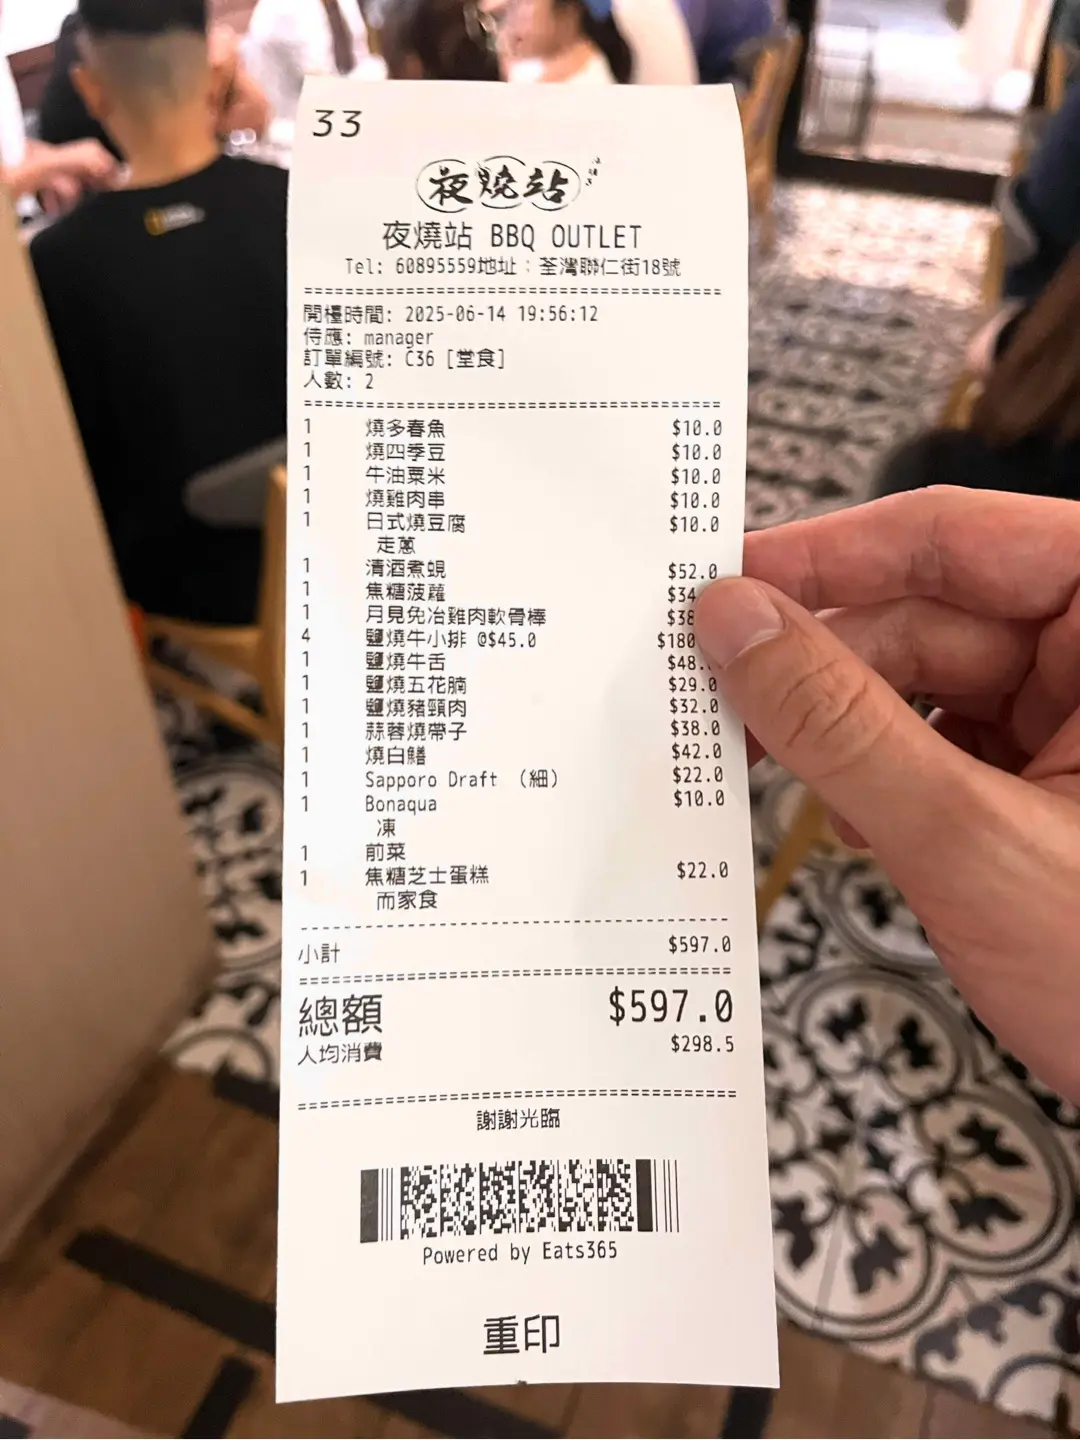 33
夜燒站
夜燒站 BBQ OUTLET
Tel: 60895559地址：荃灣聯仁街18號
開檯時間: 2025-06-14 19:56:12
侍應: manager
訂單編號: C36 [堂食]
人數: 2
1 燒多春魚 $10.0
1 燒四季豆 $10.0
1 牛油粟米 $10.0
1 燒雞肉串 $10.0
1 日式燒豆腐 $10.0
走蔥
1 清酒煮蜆 $52.0
1 焦糖菠蘿 $34
1 月見免冶雞肉軟骨棒 $38
4 鹽燒牛小排 @$45.0 $180
1 鹽燒牛舌 $48.
1 鹽燒五花腩 $29.0
1 鹽燒豬頸肉 $32.0
1 蒜蓉燒帶子 $38.0
1 燒白鱔 $42.0
1 Sapporo Draft （細） $22.0
1 Bonaqua $10.0
凍
1 前菜
1 焦糖芝士蛋糕 $22.0
而家食
小計 $597.0
總額 $597.0
人均消費 $298.5
謝謝光臨
Powered by Eats365
重印